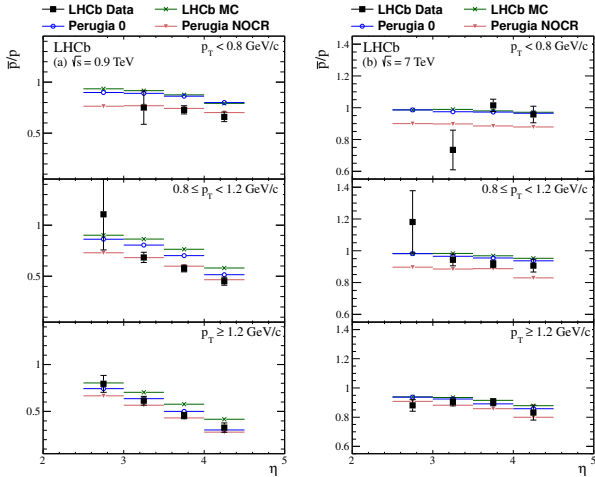 LHCb Data LHCb MC
Perugia 0 Perugia NOCR
p̅/p
LHCb
p_T < 0.8 GeV/c
(a) √s = 0.9 TeV
1
0.5
0.8 ≤ p_T < 1.2 GeV/c
1
0.5
p_T ≥ 1.2 GeV/c
1
0.5
2 3 4 5
η
LHCb Data LHCb MC
Perugia 0 Perugia NOCR
p̅/p
1.4
LHCb
p_T < 0.8 GeV/c
(b) √s = 7 TeV
1.2
1
0.8
0.6
1.4
0.8 ≤ p_T < 1.2 GeV/c
1.2
1
0.8
0.6
1.4
p_T ≥ 1.2 GeV/c
1.2
1
0.8
0.6
2 3 4 5
η